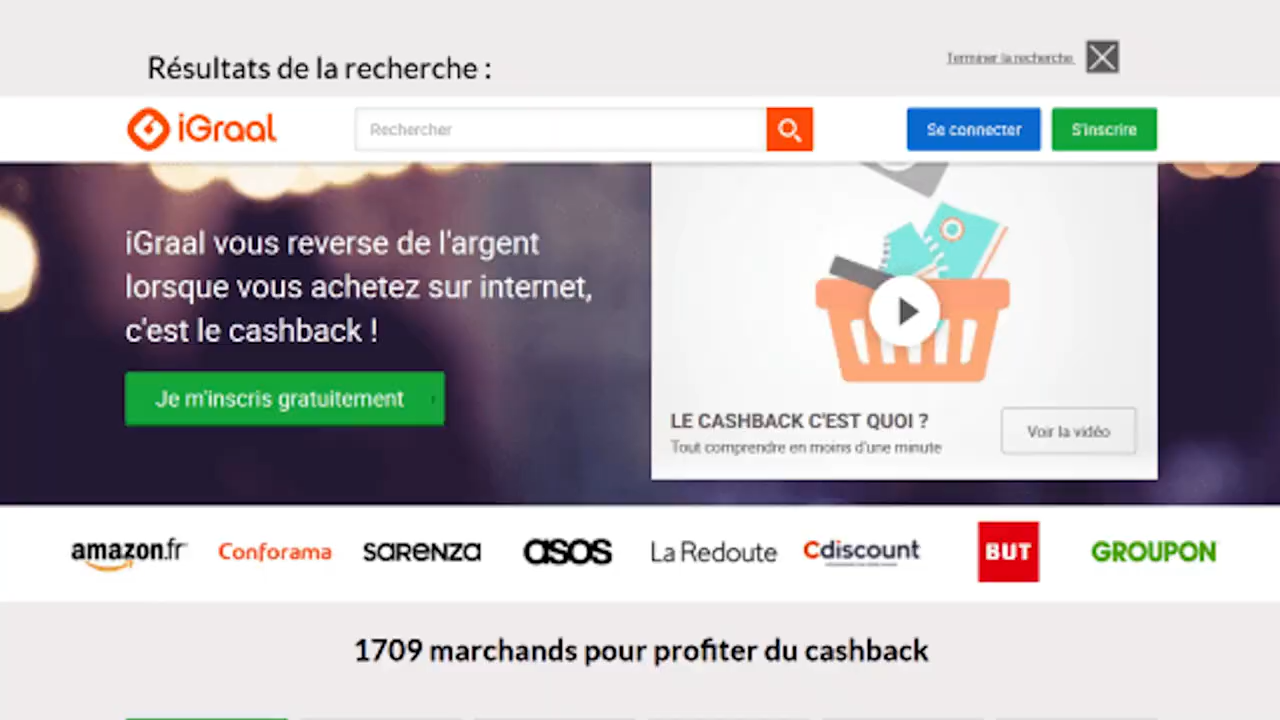 Résultats de la recherche :
Terminer la recherche
iGraal
Rechercher
Se connecter
S'inscrire
iGraal vous reverse de l'argent
lorsque vous achetez sur internet,
c'est le cashback !
Je m'inscris gratuitement
LE CASHBACK C'EST QUOI ?
Tout comprendre en moins d'une minute
Voir la vidéo
amazon.fr
Conforama
sarenza
asos
La Redoute
Cdiscount
BUT
GROUPON
1709 marchands pour profiter du cashback